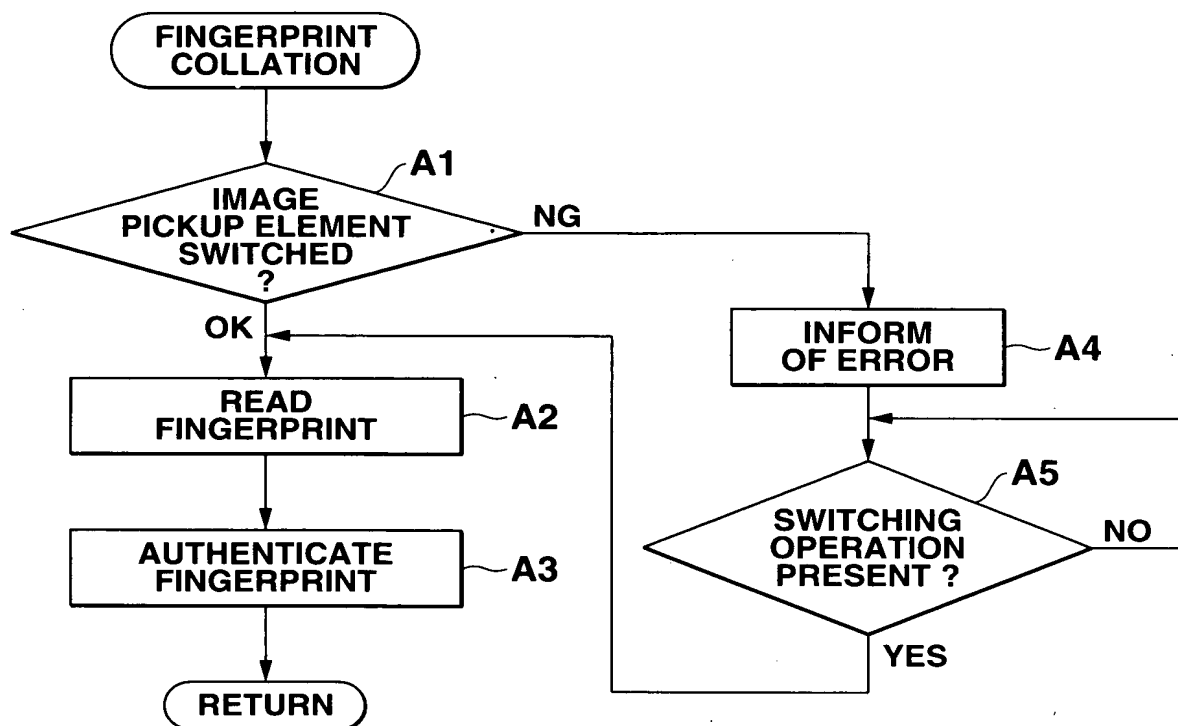 FINGERPRINT
COLLATION
A1
IMAGE
PICKUP ELEMENT
SWITCHED
?
NG
OK
INFORM
OF ERROR
A4
READ
FINGERPRINT
A2
A5
SWITCHING
OPERATION
PRESENT ?
NO
AUTHENTICATE
FINGERPRINT
A3
YES
RETURN